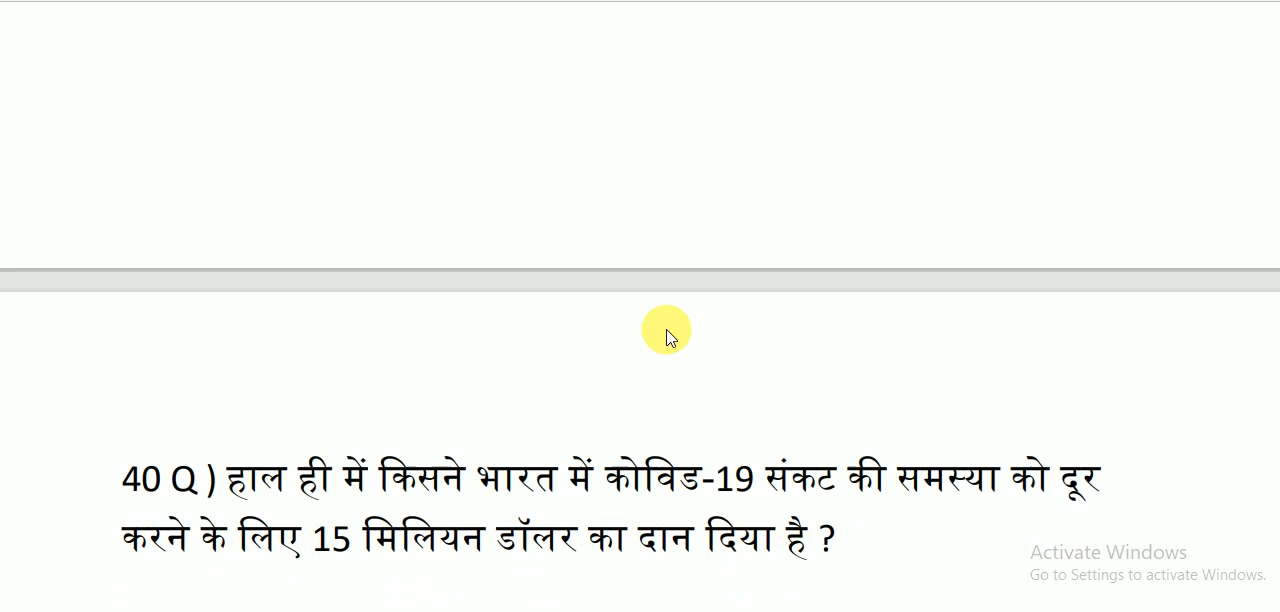 40 Q ) हाल ही में किसने भारत में कोविड-19 संकट की समस्या को दूर
करने के लिए 15 मिलियन डॉलर का दान दिया है ?
Activate Windows
Go to Settings to activate Windows.